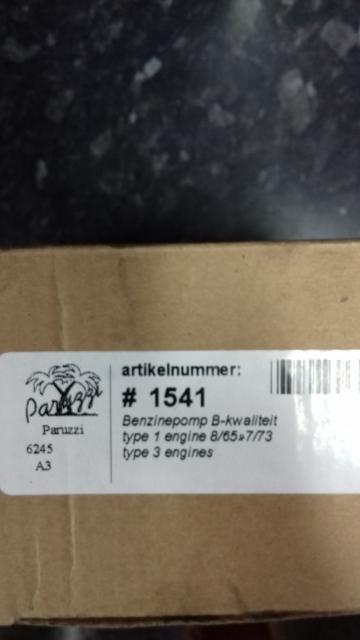 Paruzzi
Paruzzi
6245
A3
artikelnummer:
# 1541
Benzinepomp B-kwaliteit
type 1 engine 8/65»7/73
type 3 engines